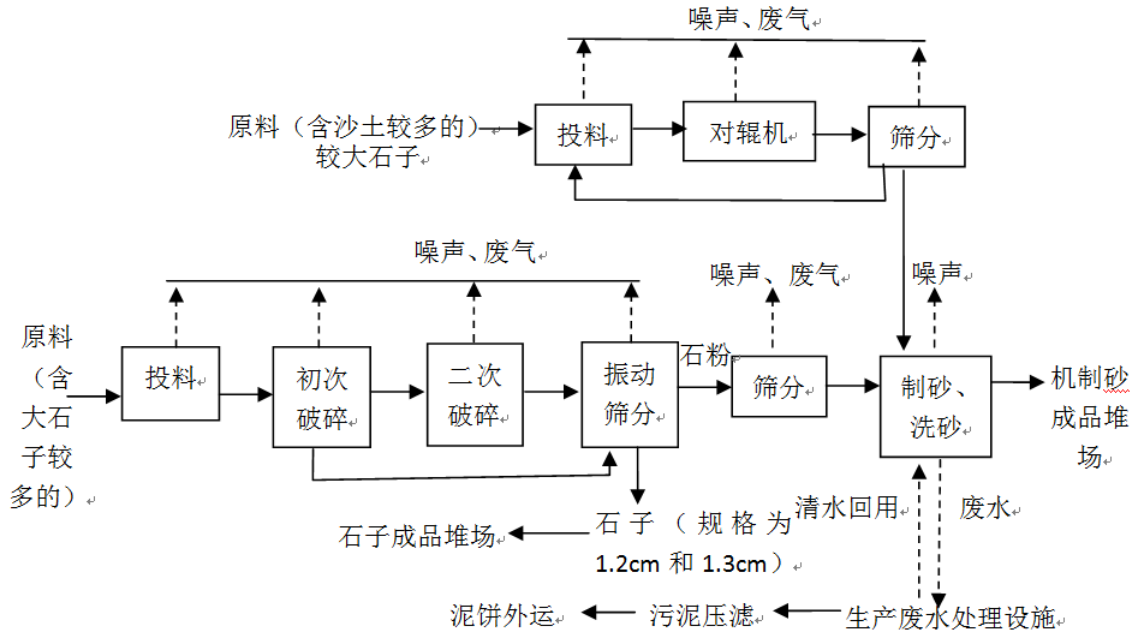 噪声、废气
原料（含沙土较多的）
较大石子
投料
对辊机
筛分
噪声、废气
噪声、废气
噪声
原料
（含
大石
子较
多的）
投料
初次
破碎
二次
破碎
振动
筛分
石粉
筛分
制砂、
洗砂
机制砂
成品堆
场
清水回用
废水
石子成品堆场
石子（规格为
1.2cm 和 1.3cm）
泥饼外运
污泥压滤
生产废水处理设施